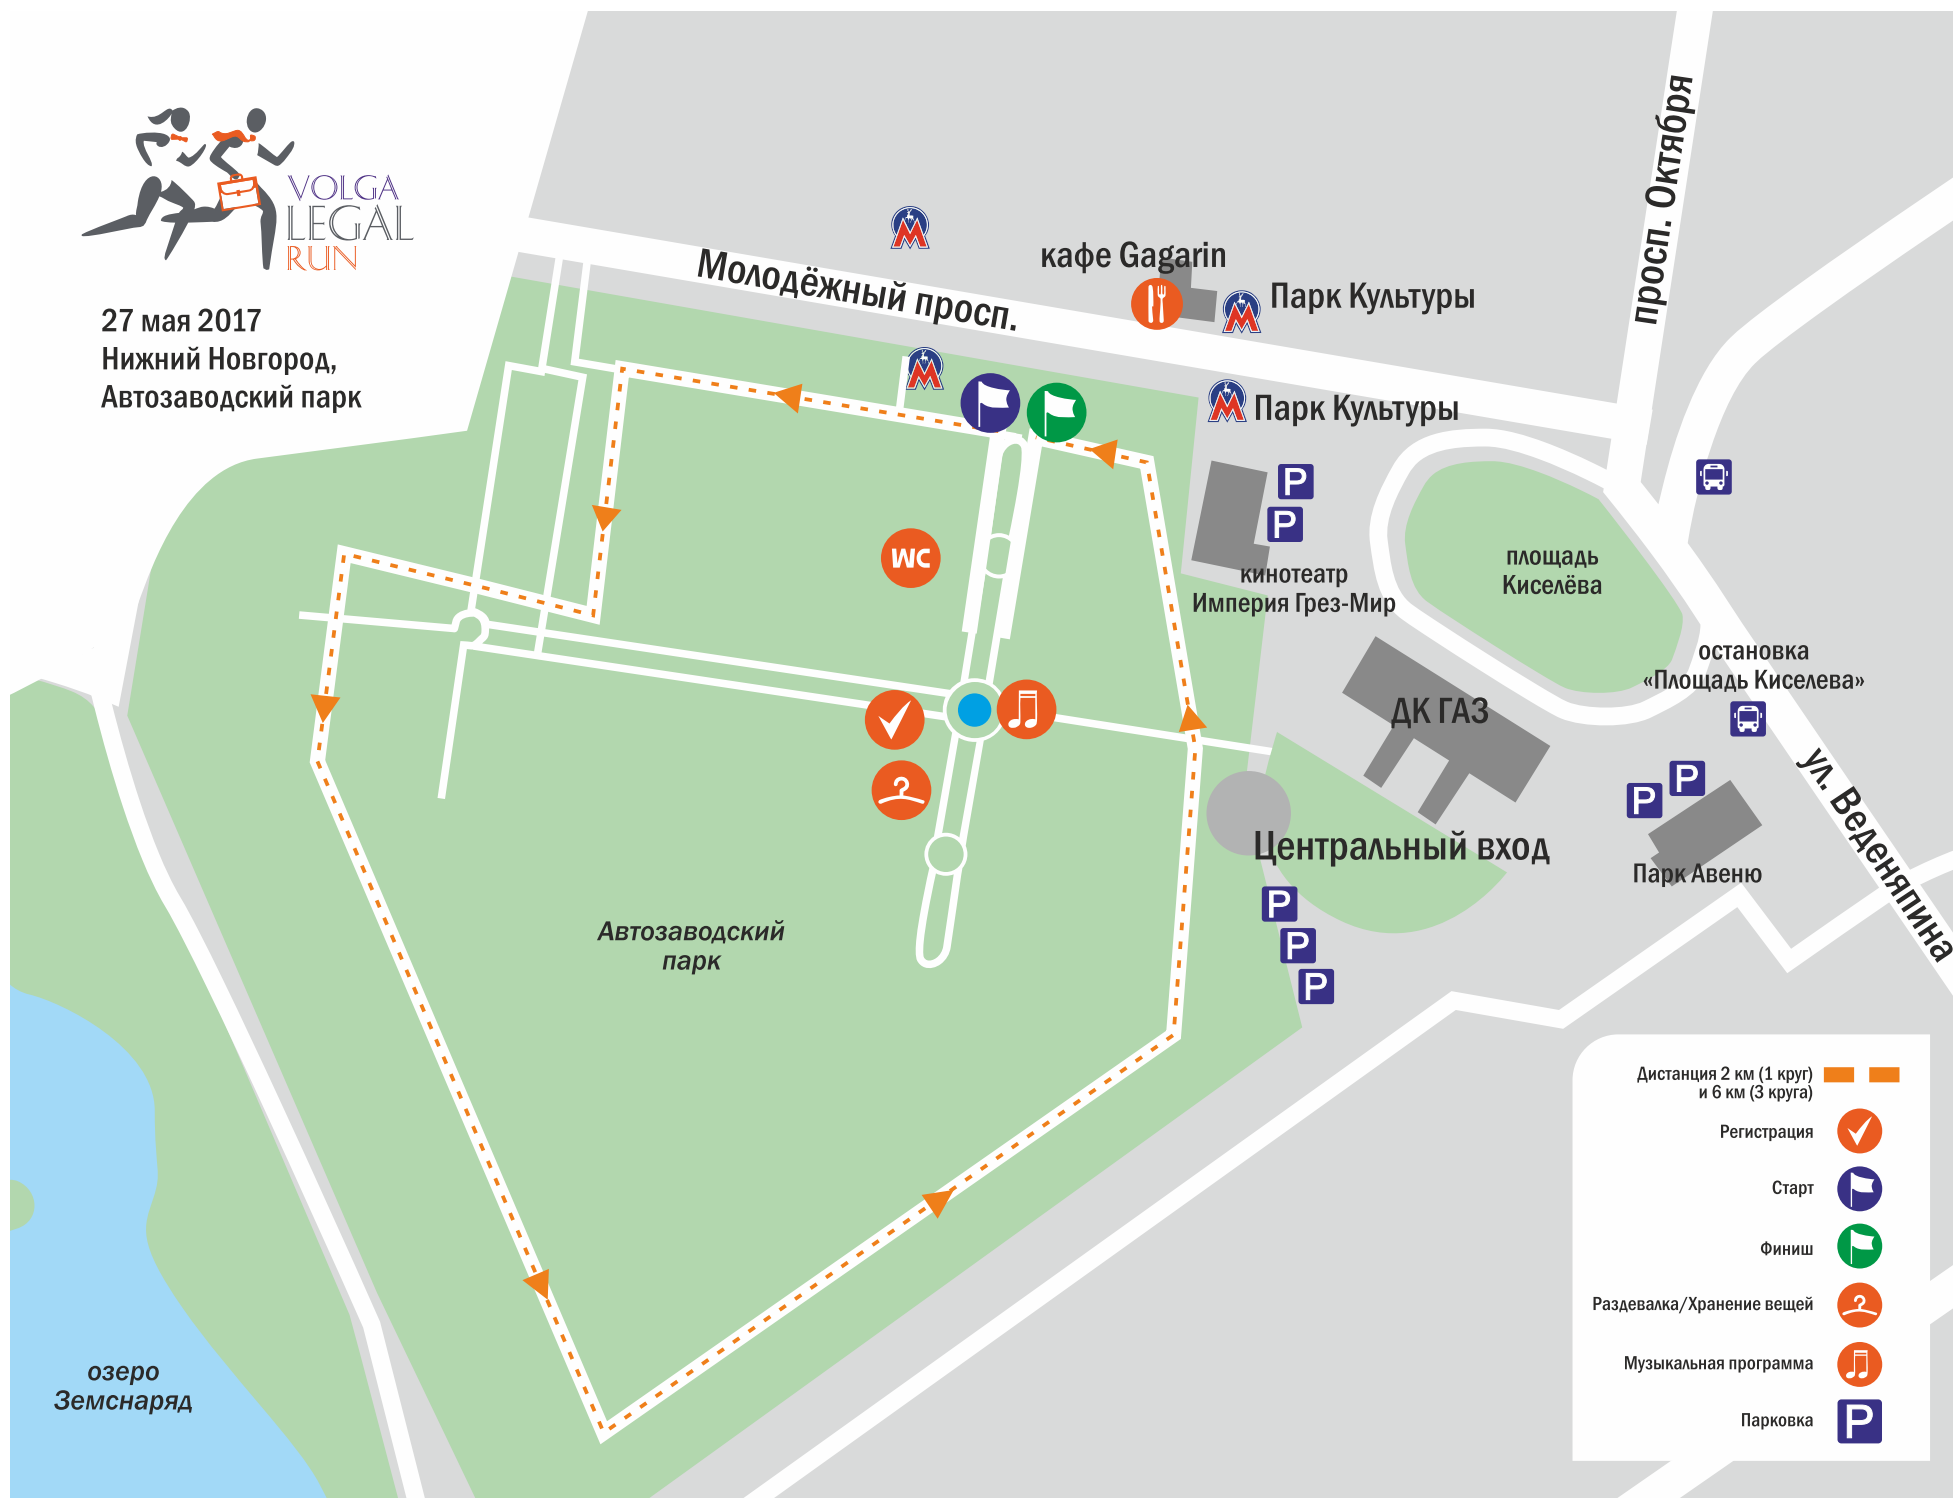 VOLGA
LEGAL
RUN
27 мая 2017
Нижний Новгород,
Автозаводский парк
просп. Октября
кафе Gagarin
Молодёжный просп.
Парк Культуры
Парк Культуры
P
P
WC
кинотеатр
Империя Грез-Мир
площадь
Киселёва
остановка
«Площадь Киселева»
ДК ГАЗ
ул. Веденяпина
P
P
Центральный вход
Парк Авеню
P
P
P
Автозаводский
парк
озеро
Земснаряд
Дистанция 2 км (1 круг)
и 6 км (3 круга)
Регистрация
Старт
Финиш
Раздевалка/Хранение вещей
Музыкальная программа
Парковка
P